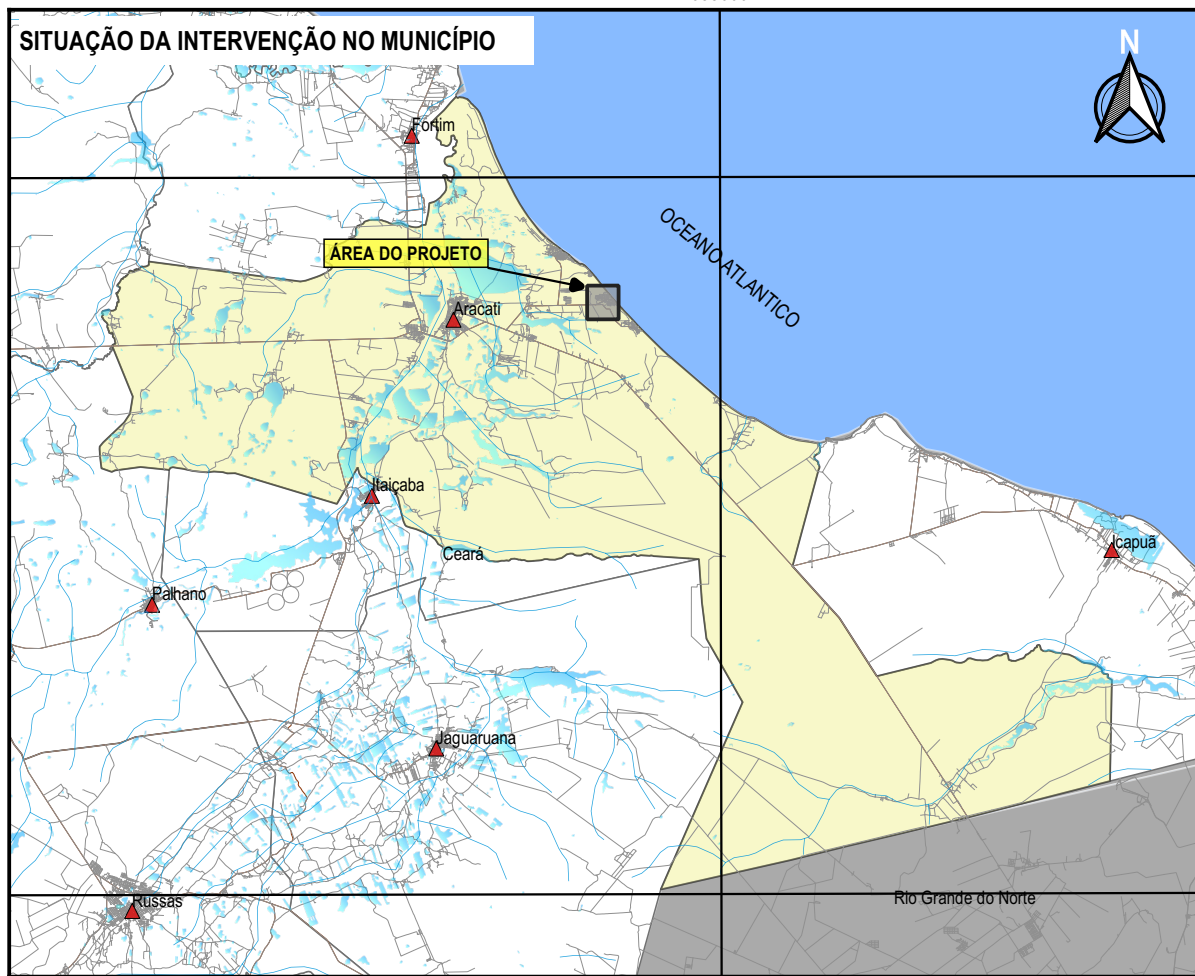 SITUAÇÃO DA INTERVENÇÃO NO MUNICÍPIO
N
Fortim
OCEANO ATLANTICO
ÁREA DO PROJETO
Aracati
Itaiçaba
Ceará
Icapuã
Palhano
Jaguaruana
Russas
Rio Grande do Norte